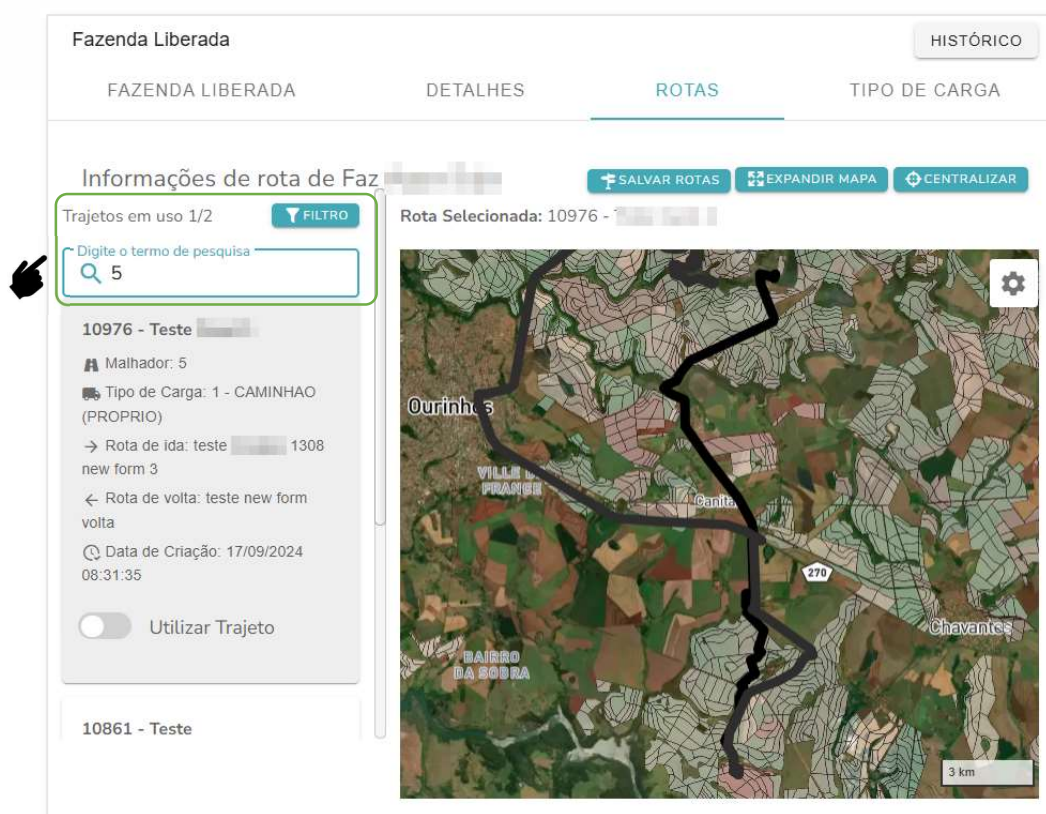 Fazenda Liberada
HISTÓRICO
FAZENDA LIBERADA
DETALHES
ROTAS
TIPO DE CARGA
Informações de rota de Faz
SALVAR ROTAS
EXPANDIR MAPA
CENTRALIZAR
Trajetos em uso 1/2
FILTRO
Rota Selecionada: 10976 -
Digite o termo de pesquisa
5
10976 - Teste
Malhador: 5
Tipo de Carga: 1 - CAMINHAO
(PROPRIO)
Rota de ida: teste 1308
new form 3
Rota de volta: teste new form
volta
Data de Criação: 17/09/2024
08:31:35
Utilizar Trajeto
10861 - Teste
Ourinhos
VILLE DE
FRANCE
Canita
270
Chavantes
BAIRRO
DA SOBRA
3 km